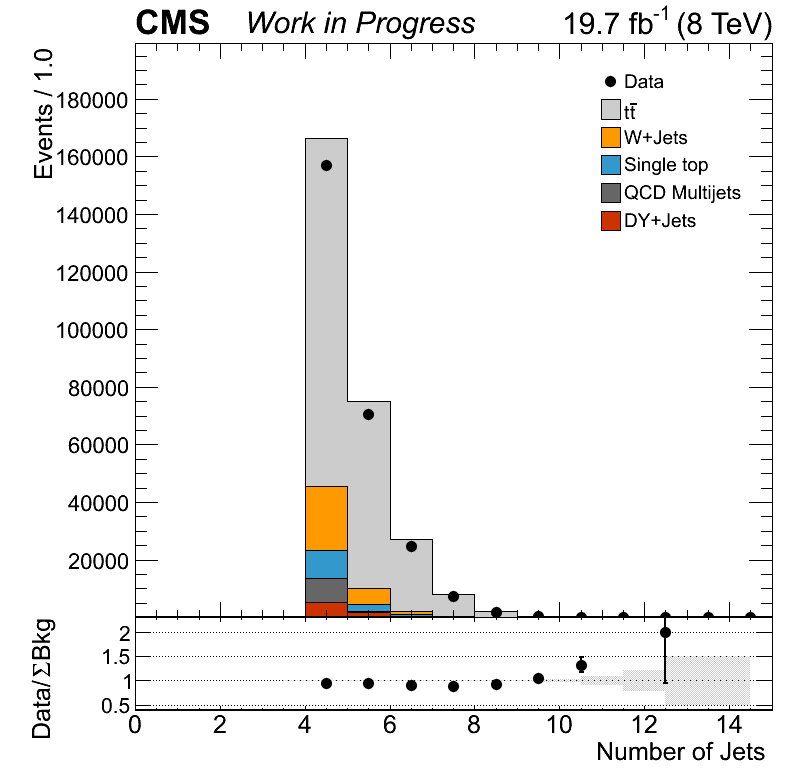 CMS Work in Progress 19.7 fb⁻¹ (8 TeV)
Events / 1.0
180000
160000
140000
120000
100000
80000
60000
40000
20000
Data
tt̄
W+Jets
Single top
QCD Multijets
DY+Jets
Data/ΣBkg
2
1.5
1
0.5
0 2 4 6 8 10 12 14
Number of Jets